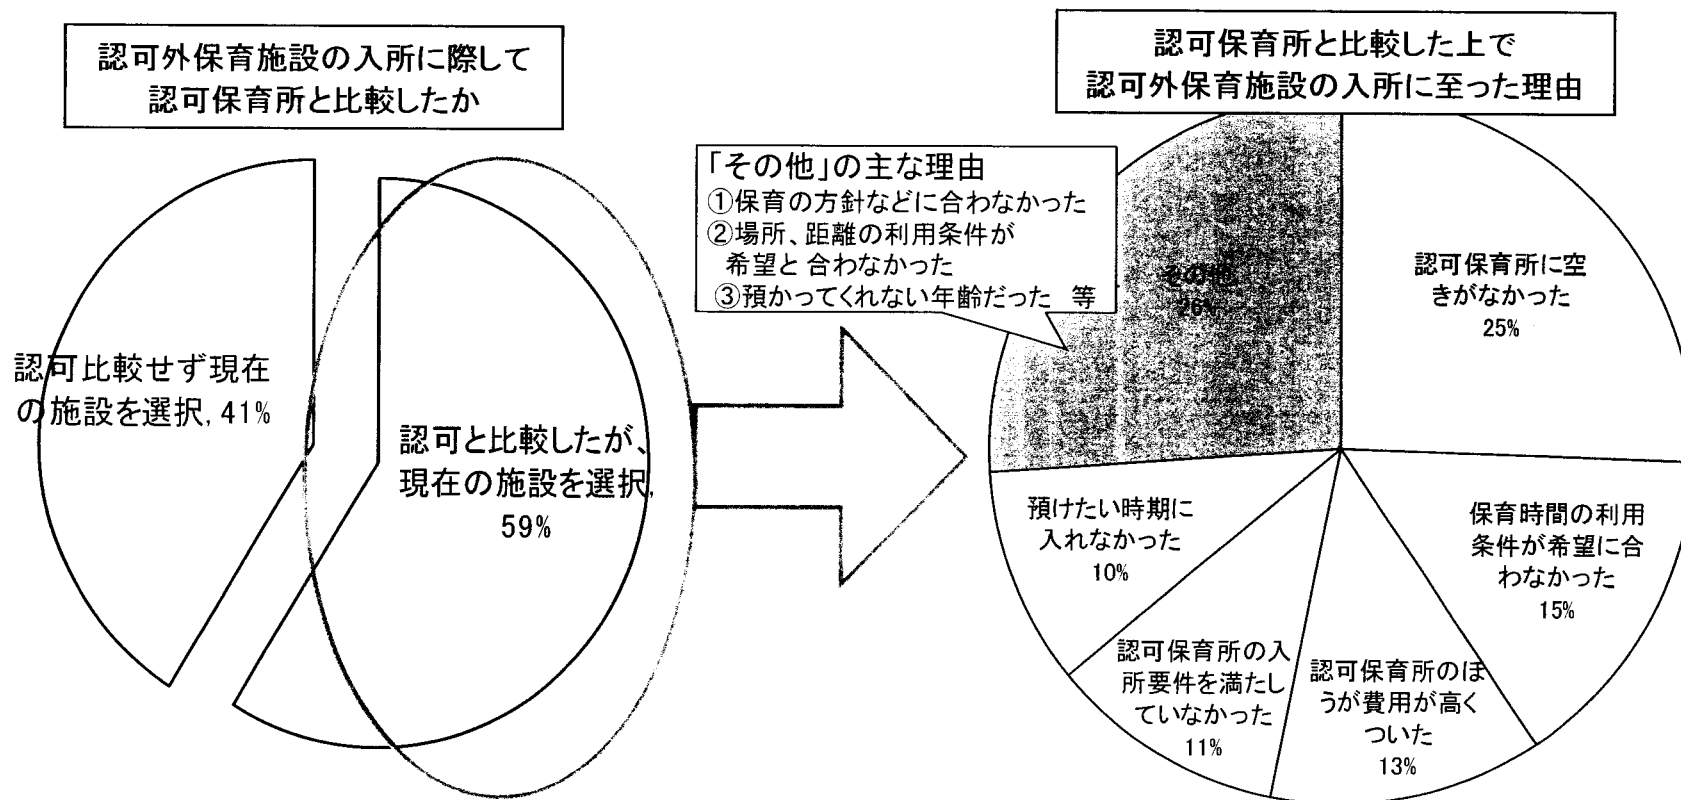 認可外保育施設の入所に際して
認可保育所と比較したか
認可比較せず現在
の施設を選択, 41%
認可と比較したが、
現在の施設を選択,
59%
認可保育所と比較した上で
認可外保育施設の入所に至った理由
「その他」の主な理由
①保育の方針などに合わなかった
②場所、距離の利用条件が
希望と合わなかった
③預かってくれない年齢だった 等
その他
26%
認可保育所に空
きがなかった
25%
保育時間の利用
条件が希望に合
わなかった
15%
認可保育所のほ
うが費用が高く
ついた
13%
認可保育所の入
所要件を満たし
ていなかった
11%
預けたい時期に
入れなかった
10%